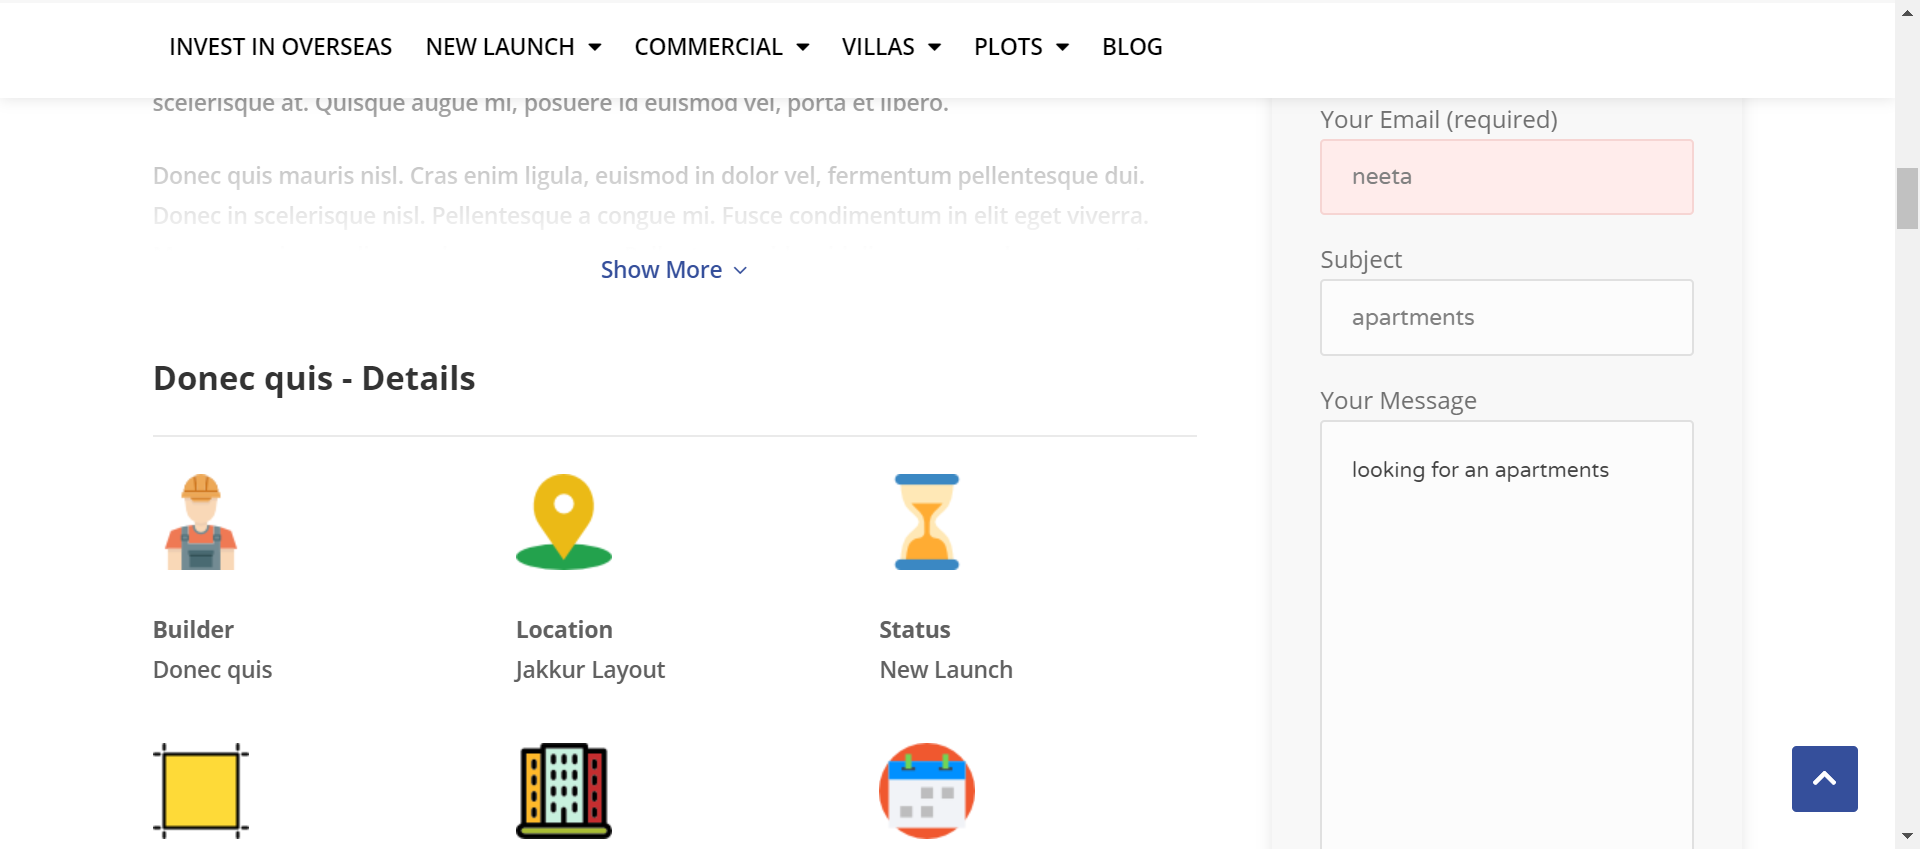 INVEST IN OVERSEAS NEW LAUNCH COMMERCIAL VILLAS PLOTS BLOG
scelerisque at. Quisque augue mi, posuere id euismod vel, porta et libero.
Donec quis mauris nisl. Cras enim ligula, euismod in dolor vel, fermentum pellentesque dui.
Donec in scelerisque nisl. Pellentesque a congue mi. Fusce condimentum in elit eget viverra.
Show More
Donec quis - Details
Builder
Donec quis
Location
Jakkur Layout
Status
New Launch
Your Email (required)
neeta
Subject
apartments
Your Message
looking for an apartments